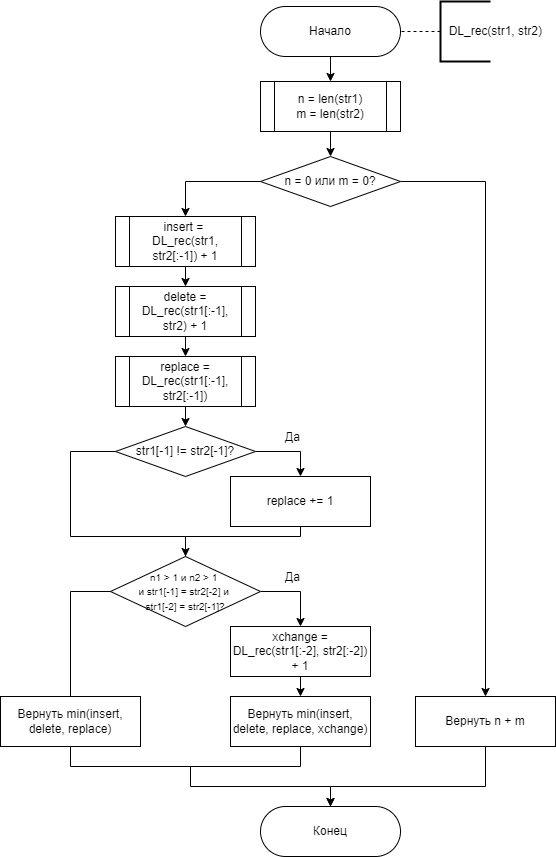 Начало
DL_rec(str1, str2)
n = len(str1)
m = len(str2)
n = 0 или m = 0?
insert =
DL_rec(str1,
str2[:-1]) + 1
delete =
DL_rec(str1[:-1],
str2) + 1
replace =
DL_rec(str1[:-1],
str2[:-1])
str1[-1] != str2[-1]?
Да
replace += 1
n1 > 1 и n2 > 1
и str1[-1] = str2[-2] и
str1[-2] = str2[-1]?
Да
xchange =
DL_rec(str1[:-2], str2[:-2])
+ 1
Вернуть min(insert,
delete, replace)
Вернуть min(insert,
delete, replace, xchange)
Вернуть n + m
Конец